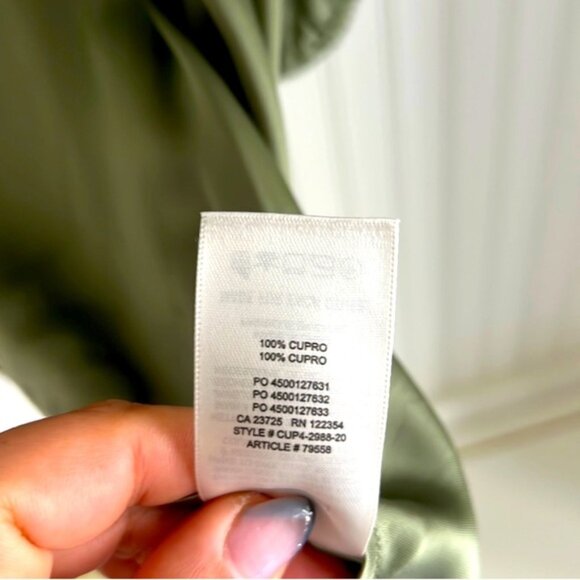 100% CUPRO
100% CUPRO
PO 4500127631
PO 4500127632
PO 4500127633
CA 23725 RN 122354
STYLE # CUP4-2988-20
ARTICLE # 79558